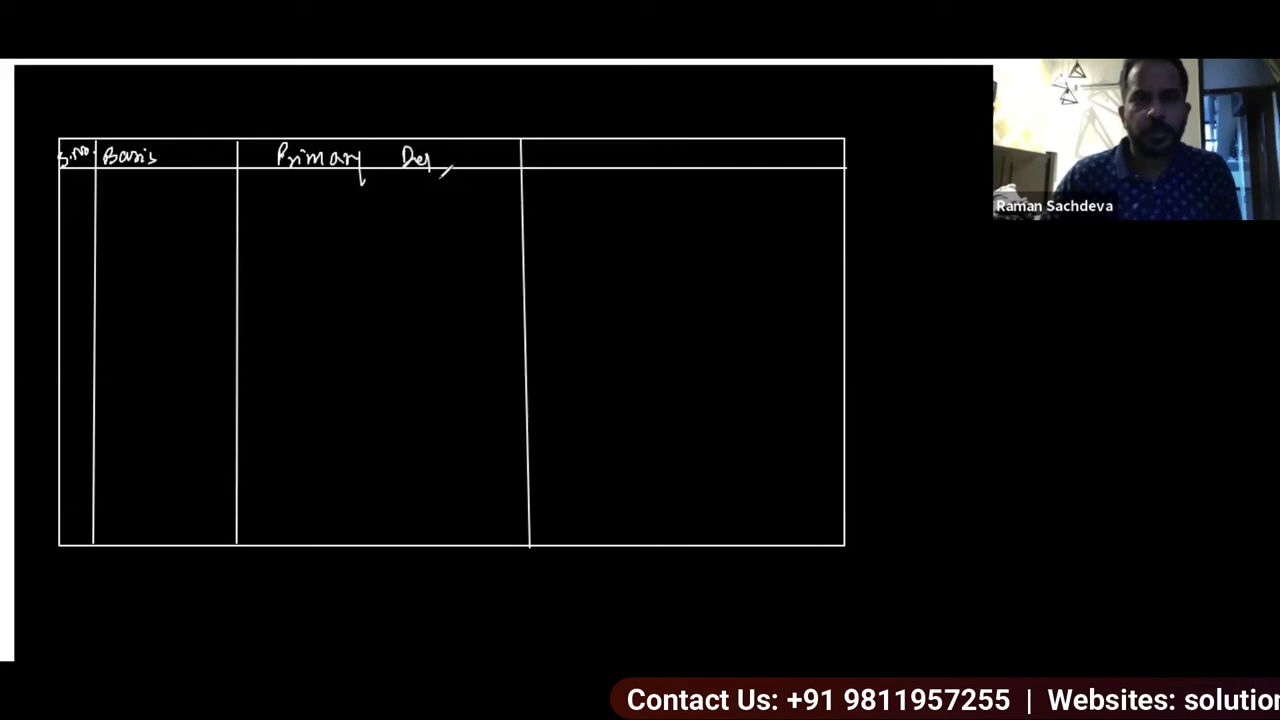 S.No. Basis Primary
Raman Sachdeva
Contact Us: +91 9811957255 | Websites: solution